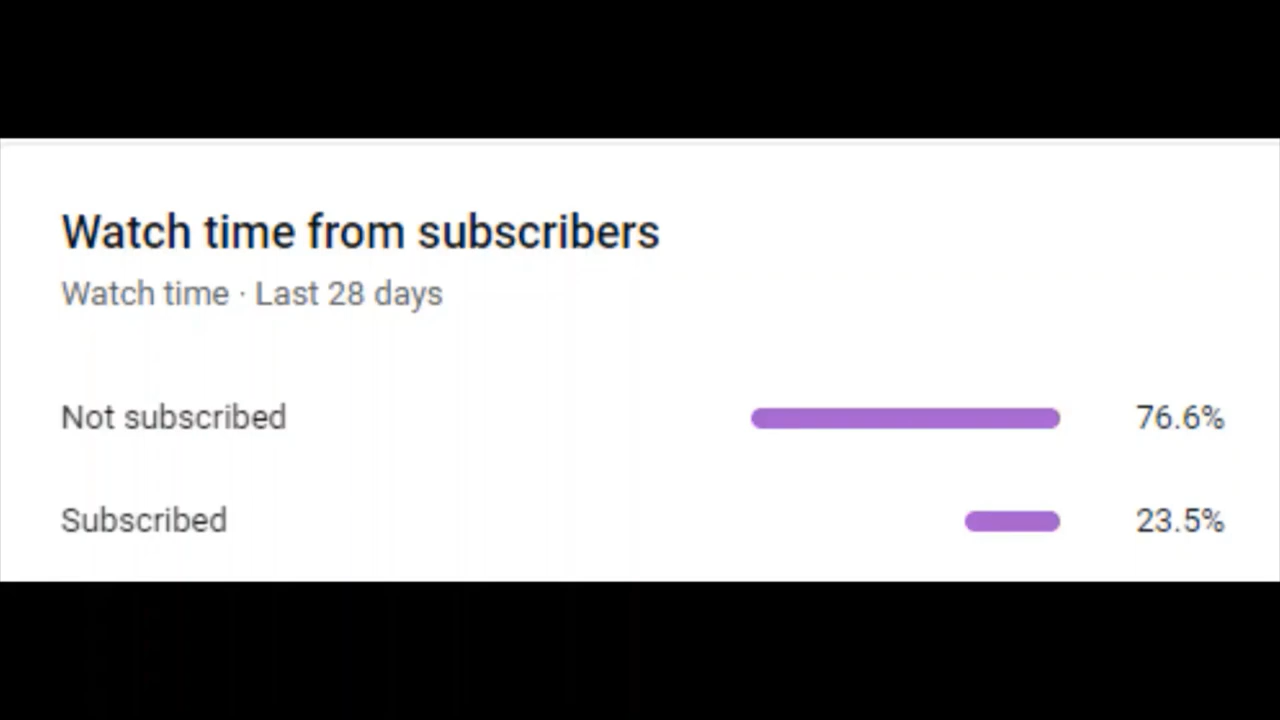 Watch time from subscribers
Watch time · Last 28 days
Not subscribed 76.6%
Subscribed 23.5%